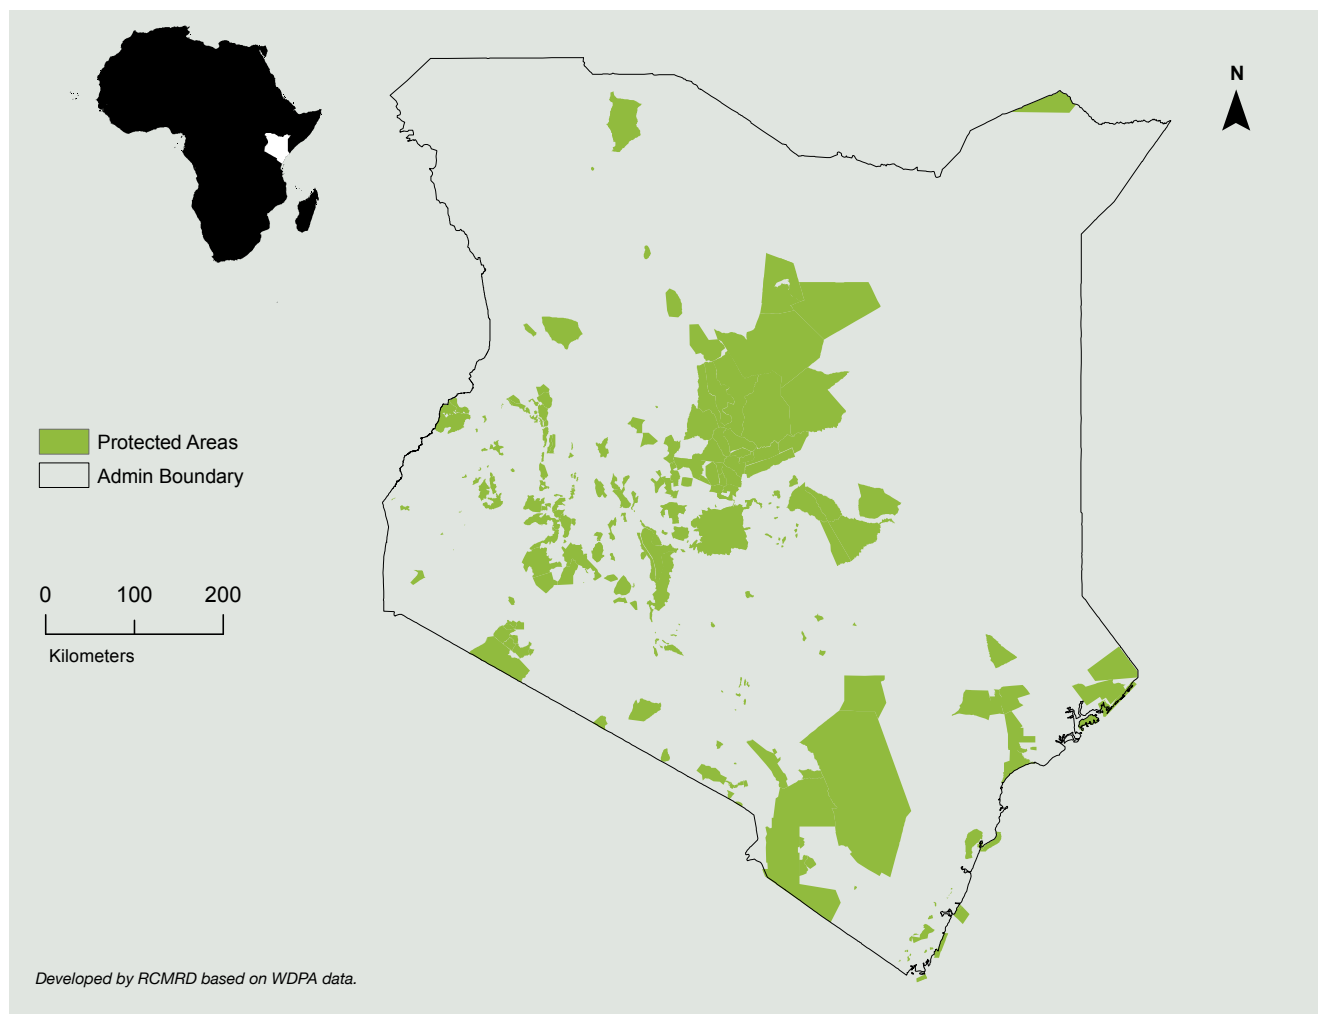 N
Protected Areas
Admin Boundary
0 100 200
Kilometers
Developed by RCMRD based on WDPA data.